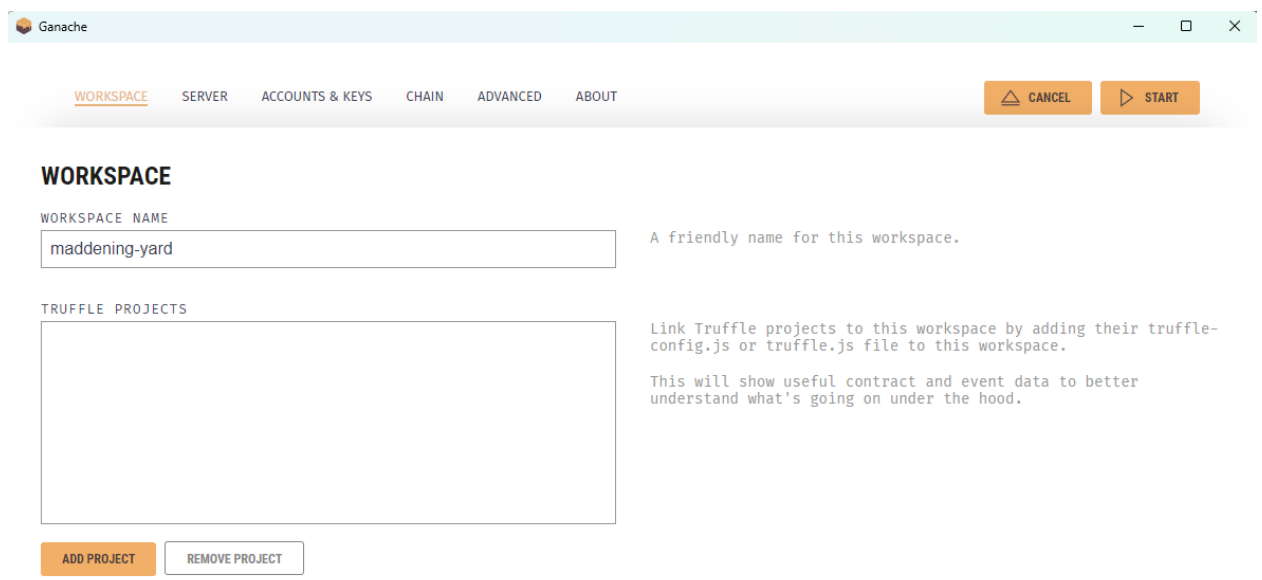 Ganache
WORKSPACE SERVER ACCOUNTS & KEYS CHAIN ADVANCED ABOUT CANCEL START
WORKSPACE
WORKSPACE NAME
maddening-yard
A friendly name for this workspace.
TRUFFLE PROJECTS
Link Truffle projects to this workspace by adding their truffle-
config.js or truffle.js file to this workspace.
This will show useful contract and event data to better
understand what's going on under the hood.
ADD PROJECT REMOVE PROJECT